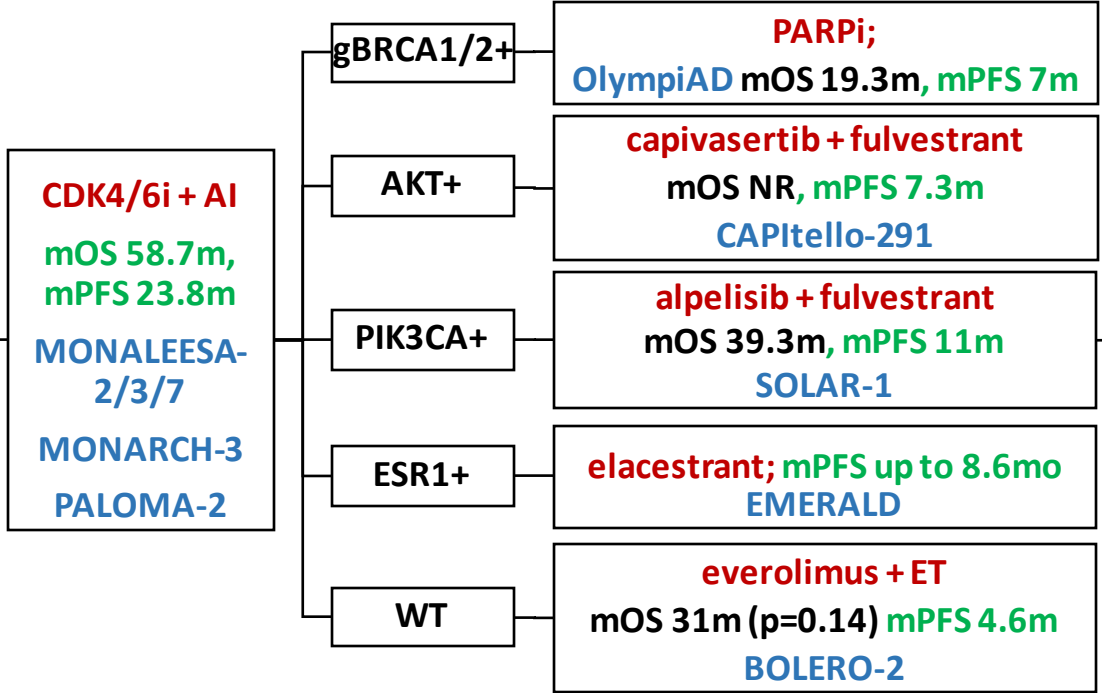 CDK4/6i + AI
mOS 58.7m,
mPFS 23.8m
MONALEESA-
2/3/7
MONARCH-3
PALOMA-2
gBRCA1/2+
PARPi;
OlympiAD mOS 19.3m, mPFS 7m
AKT+
capivasertib + fulvestrant
mOS NR, mPFS 7.3m
CAPItello-291
PIK3CA+
alpelisib + fulvestrant
mOS 39.3m, mPFS 11m
SOLAR-1
ESR1+
elacestrant; mPFS up to 8.6mo
EMERALD
WT
everolimus + ET
mOS 31m (p=0.14) mPFS 4.6m
BOLERO-2